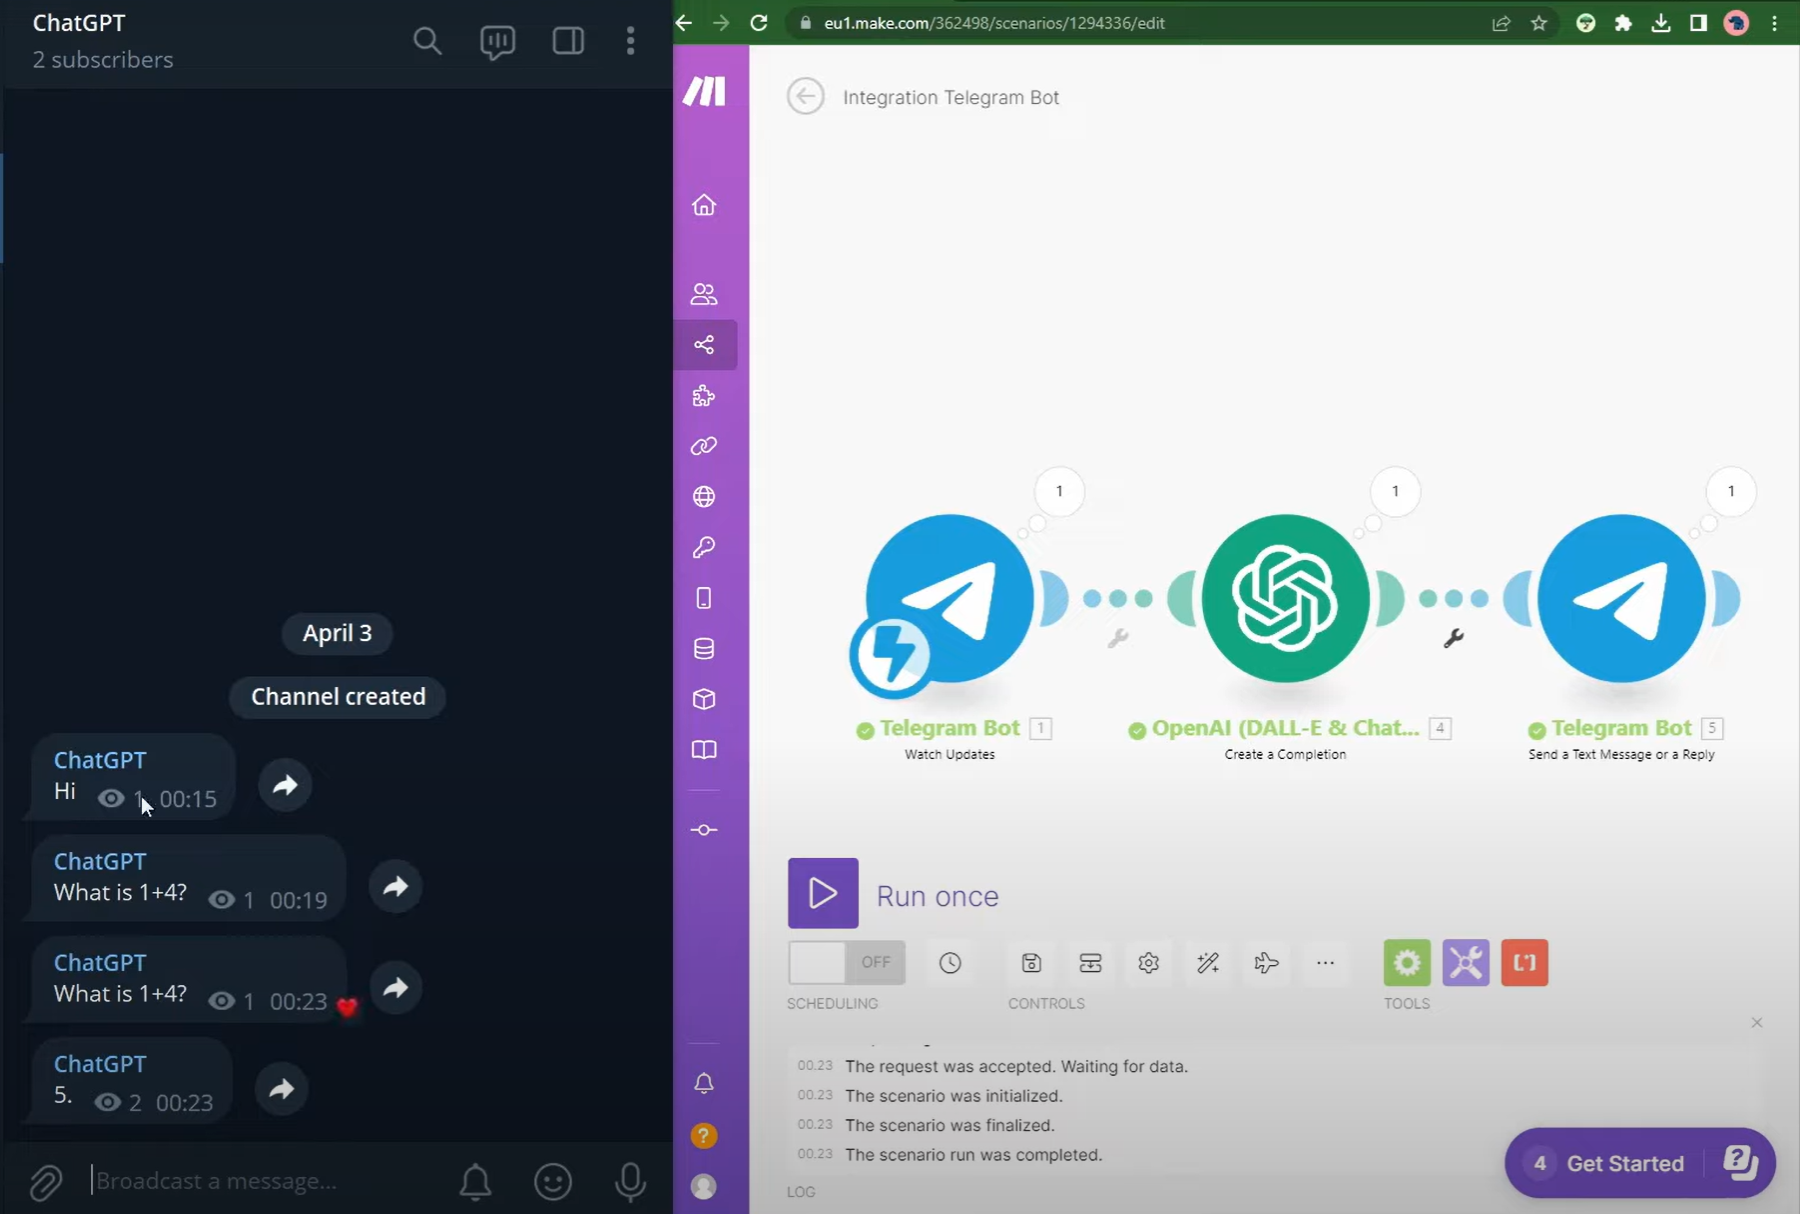 ChatGPT
2 subscribers
April 3
Channel created
ChatGPT
Hi 1 00:15
ChatGPT
What is 1+4? 1 00:19
ChatGPT
What is 1+4? 1 00:23
ChatGPT
5. 2 00:23
Broadcast a message...
eu1.make.com/362498/scenarios/1294336/edit
Integration Telegram Bot
1
1
1
Telegram Bot 1
Watch Updates
OpenAI (DALL-E & Chat... 4
Create a Completion
Telegram Bot 5
Send a Text Message or a Reply
Run once
OFF
SCHEDULING
CONTROLS
TOOLS
00.23 The request was accepted. Waiting for data.
00.23 The scenario was initialized.
00.23 The scenario was finalized.
00.23 The scenario run was completed.
LOG
4 Get Started ?
?